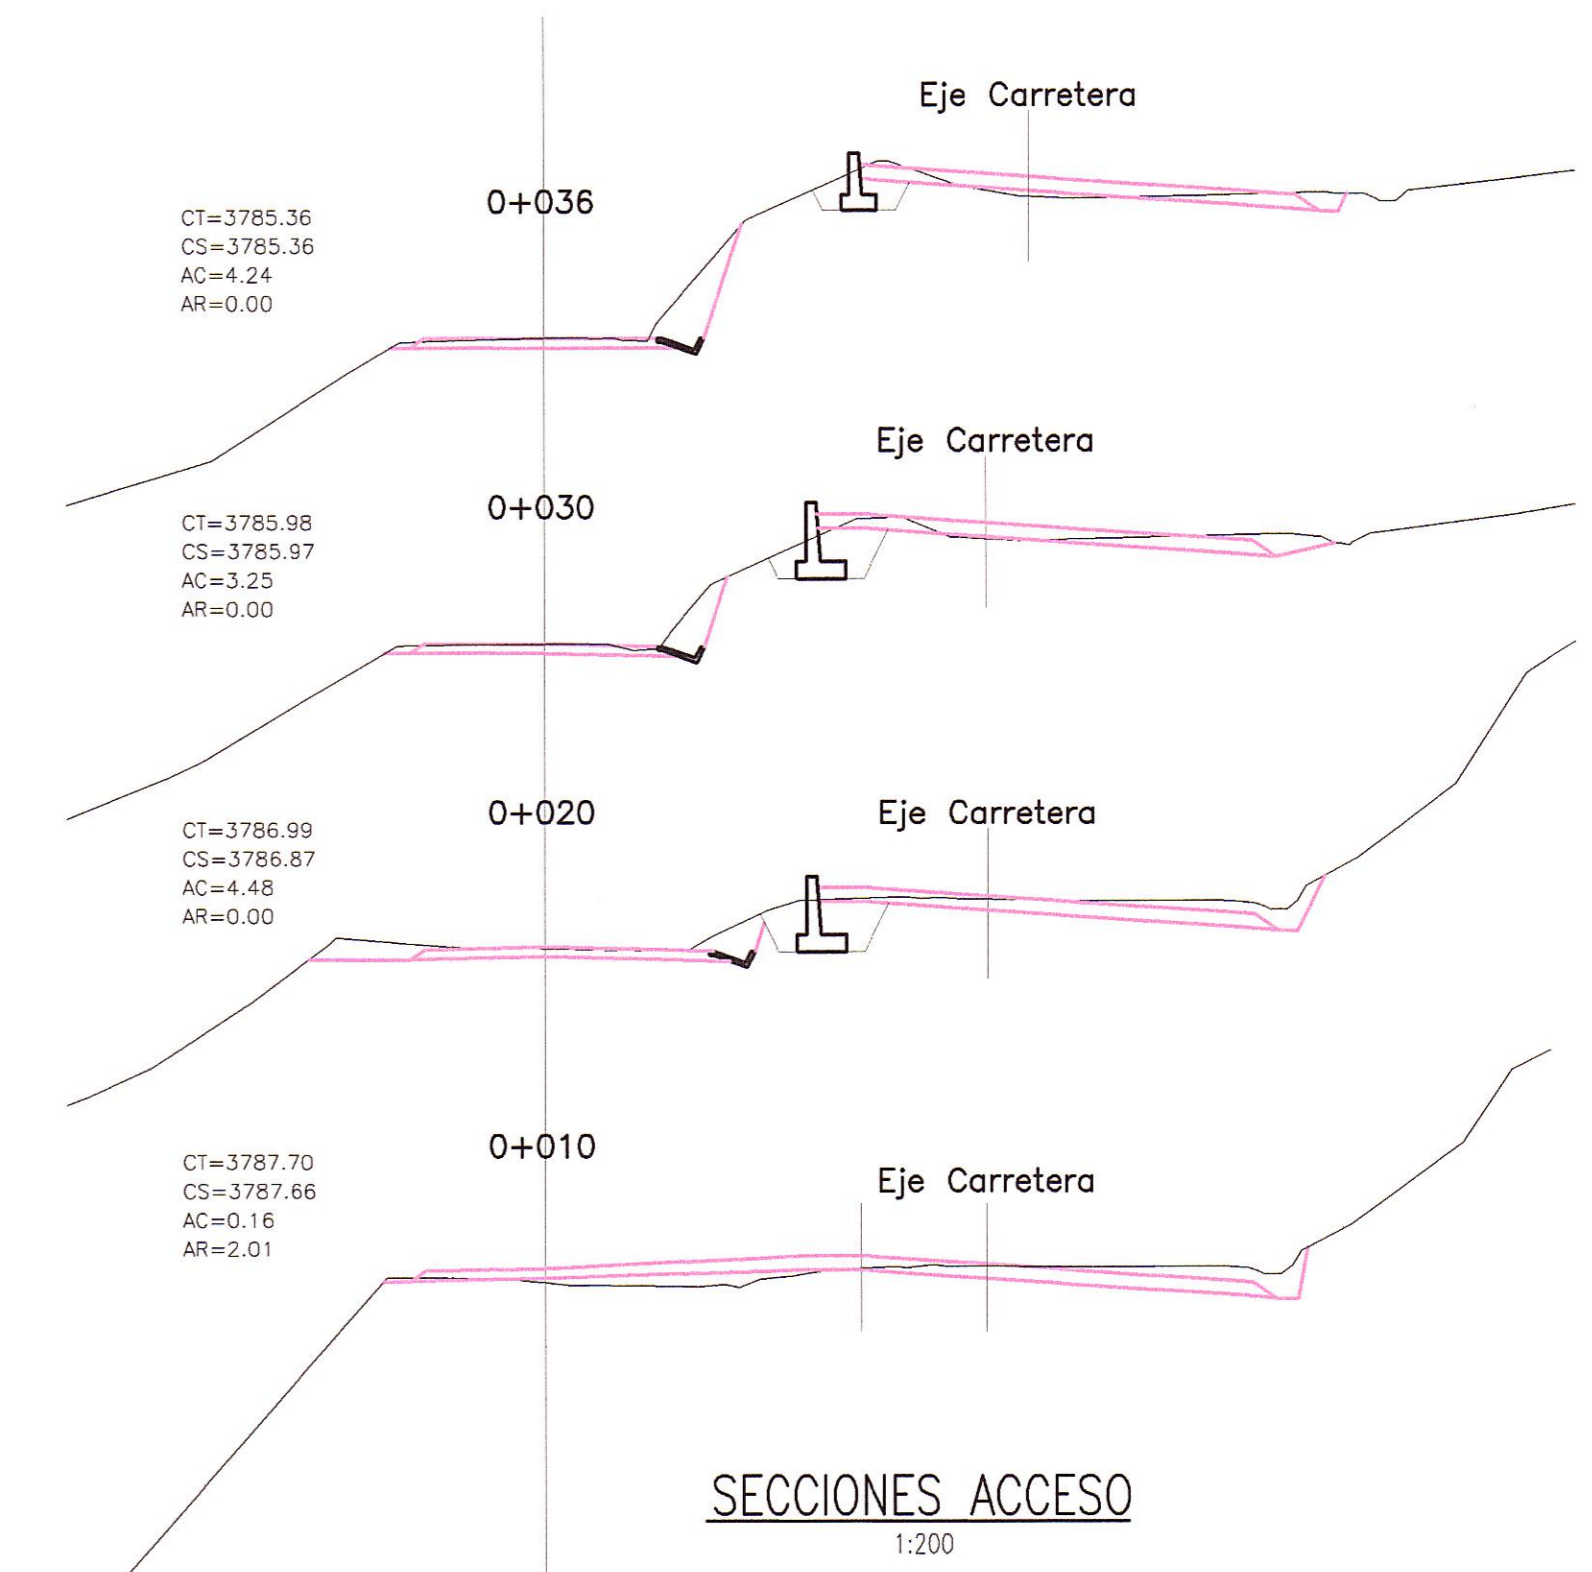 Eje Carretera
0+036
CT=3785.36
CS=3785.36
AC=4.24
AR=0.00
Eje Carretera
0+030
CT=3785.98
CS=3785.97
AC=3.25
AR=0.00
0+020
Eje Carretera
CT=3786.99
CS=3786.87
AC=4.48
AR=0.00
0+010
Eje Carretera
CT=3787.70
CS=3787.66
AC=0.16
AR=2.01
SECCIONES ACCESO
1:200